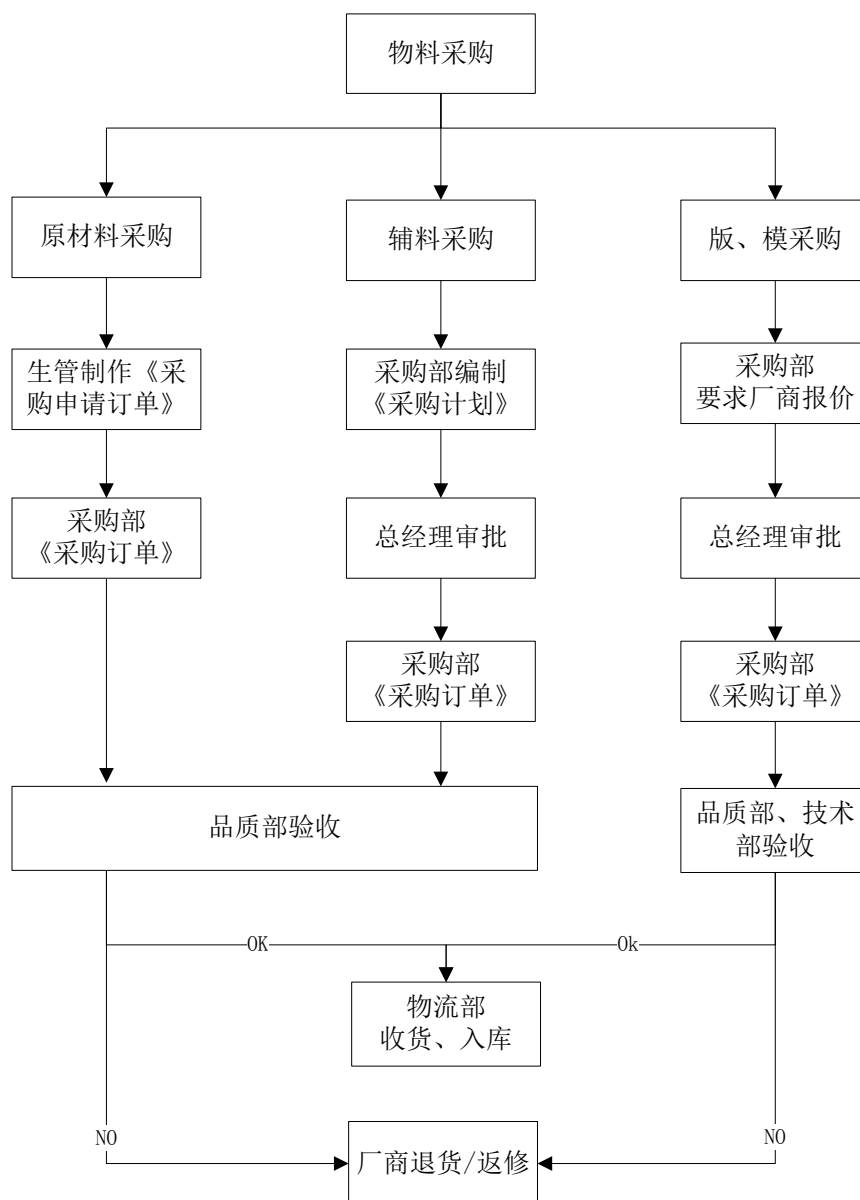 物料采购
原材料采购
辅料采购
版、模采购
生管制作《采
购申请订单》
采购部编制
《采购计划》
采购部
要求厂商报价
采购部
《采购订单》
总经理审批
总经理审批
采购部
《采购订单》
采购部
《采购订单》
品质部验收
品质部、技术
部验收
OK
Ok
物流部
收货、入库
NO
NO
厂商退货/返修